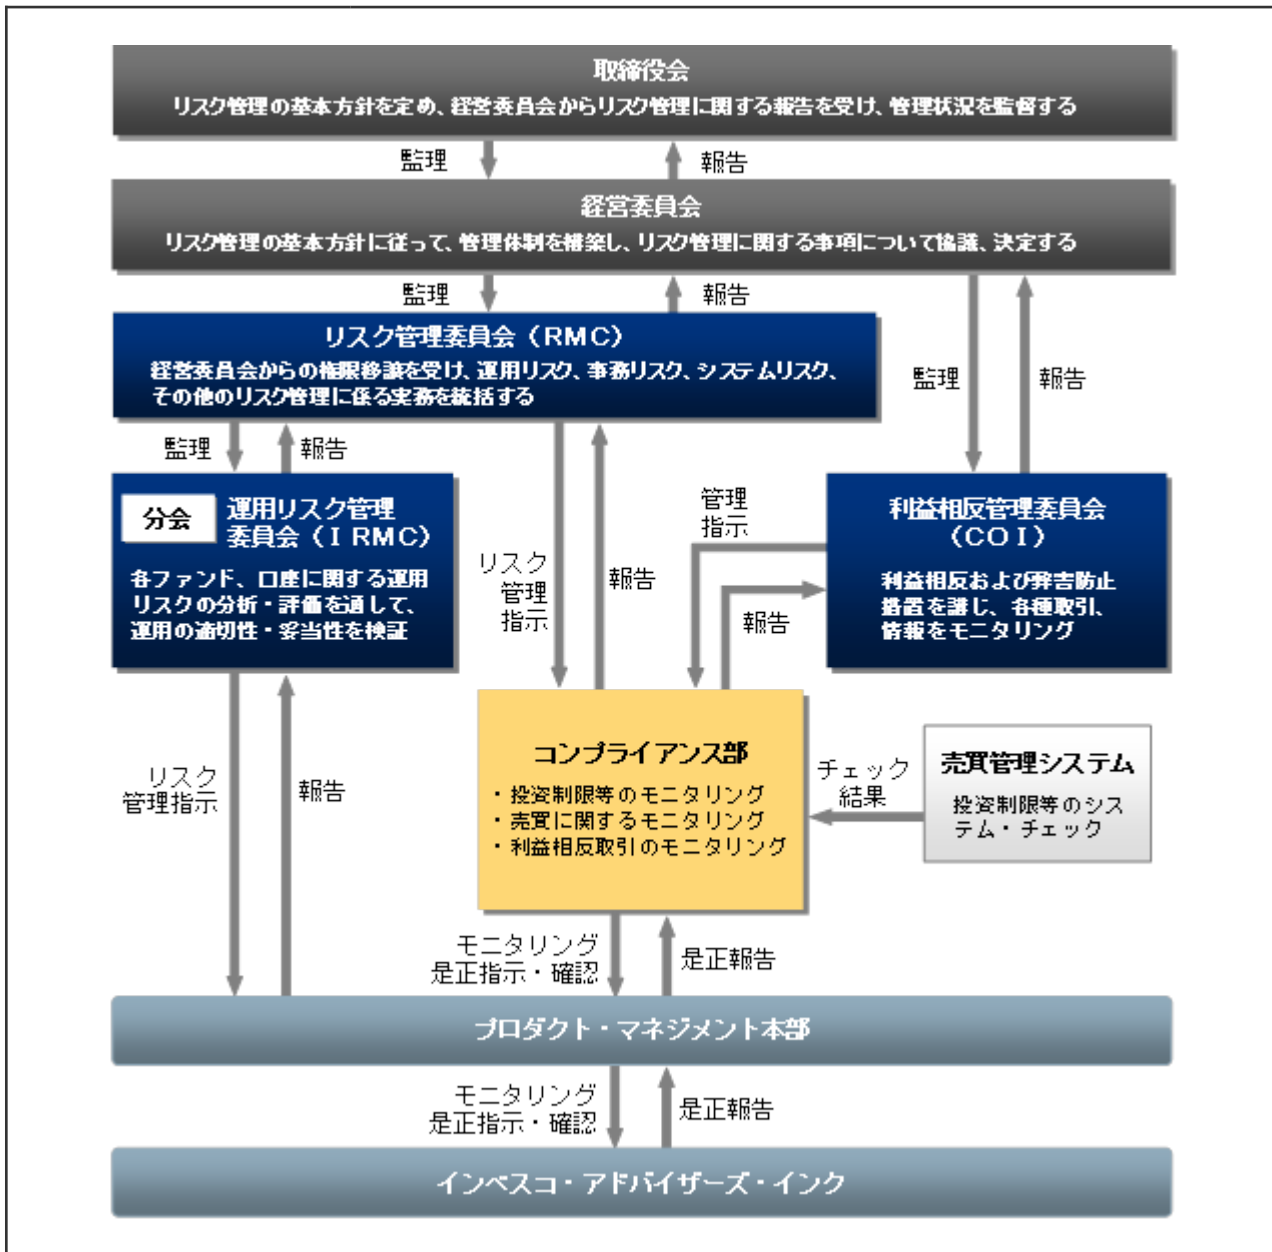 取締役会
リスク管理の基本方針を定め、経営委員会からリスク管理に関する報告を受け、管理状況を監督する
監理
報告
経営委員会
リスク管理の基本方針に従って、管理体制を構築し、リスク管理に関する事項について協議、決定する
監理
報告
リスク管理委員会（RMC）
経営委員会からの権限移譲を受け、運用リスク、事務リスク、システムリスク、
その他のリスク管理に係る実務を統括する
監理
報告
監理
報告
分会
運用リスク管理
委員会（ＩＲＭＣ）
各ファンド、口座に関する運用
リスクの分析・評価を通して、
運用の適切性・妥当性を検証
リスク
管理
指示
報告
管理
指示
報告
利益相反管理委員会
（ＣＯＩ）
利益相反および弊害防止
措置を講じ、各種取引、
情報をモニタリング
リスク
管理指示
報告
コンプライアンス部
・投資制限等のモニタリング
・売買に関するモニタリング
・利益相反取引のモニタリング
チェック
結果
売買管理システム
投資制限等のシス
テム・チェック
モニタリング
是正指示・確認
是正報告
プロダクト・マネジメント本部
モニタリング
是正指示・確認
是正報告
インベスコ・アドバイザーズ・インク